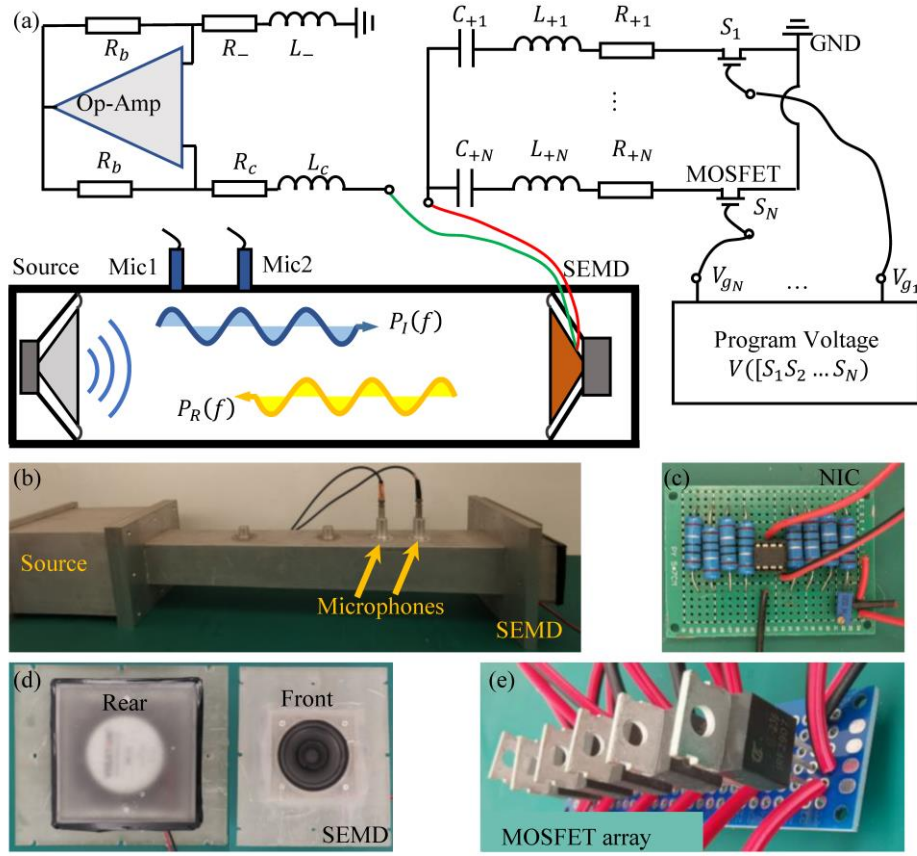 (a)
R_b
R_−
L_−
C_{+1}
L_{+1}
R_{+1}
S_1
GND
Op-Amp
⋮
R_b
R_c
L_c
C_{+N}
L_{+N}
R_{+N}
MOSFET
S_N
Source
Mic1
Mic2
SEMD
V_{gN}
...
V_{g1}
P_I(f)
P_R(f)
Program Voltage
V([S_1S_2 ... S_N)
(b)
Source
Microphones
SEMD
(c)
NIC
(d)
Rear
Front
SEMD
(e)
MOSFET array